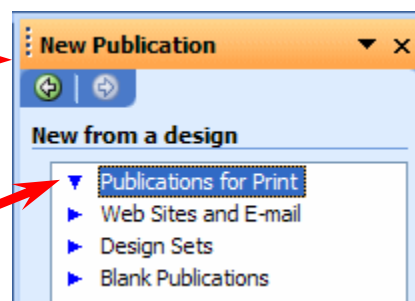 New Publication
New from a design
Publications for Print
Web Sites and E-mail
Design Sets
Blank Publications